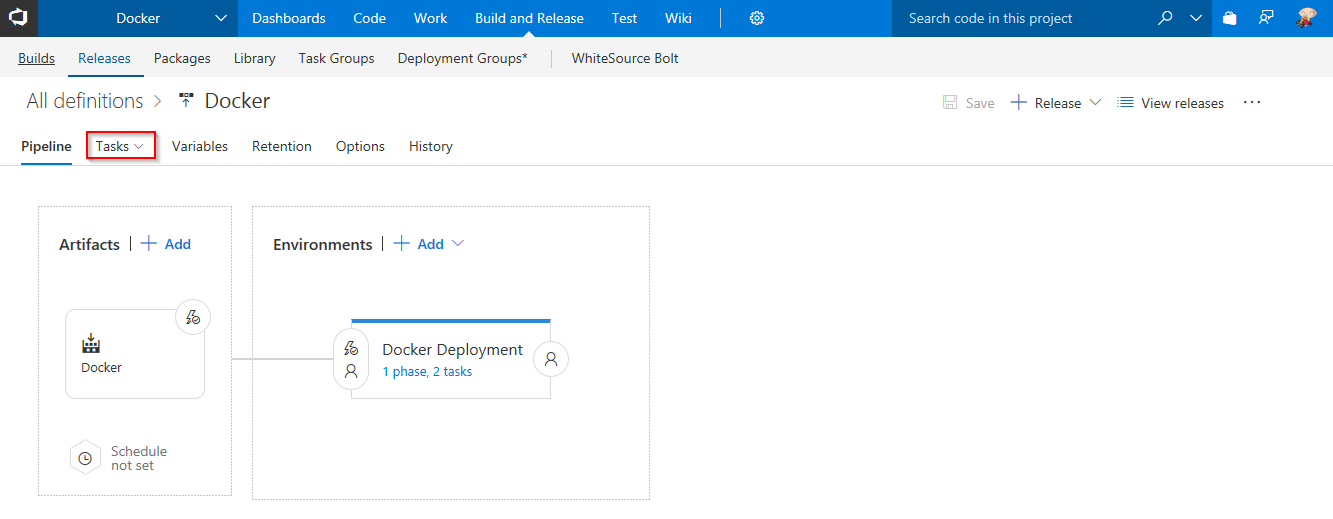 Docker Dashboards Code Work Build and Release Test Wiki Search code in this project
Builds Releases Packages Library Task Groups Deployment Groups* WhiteSource Bolt
All definitions > Docker Save Release View releases ...
Pipeline Tasks Variables Retention Options History
Artifacts | + Add Environments | + Add
Docker
Docker Deployment
1 phase, 2 tasks
Schedule
not set